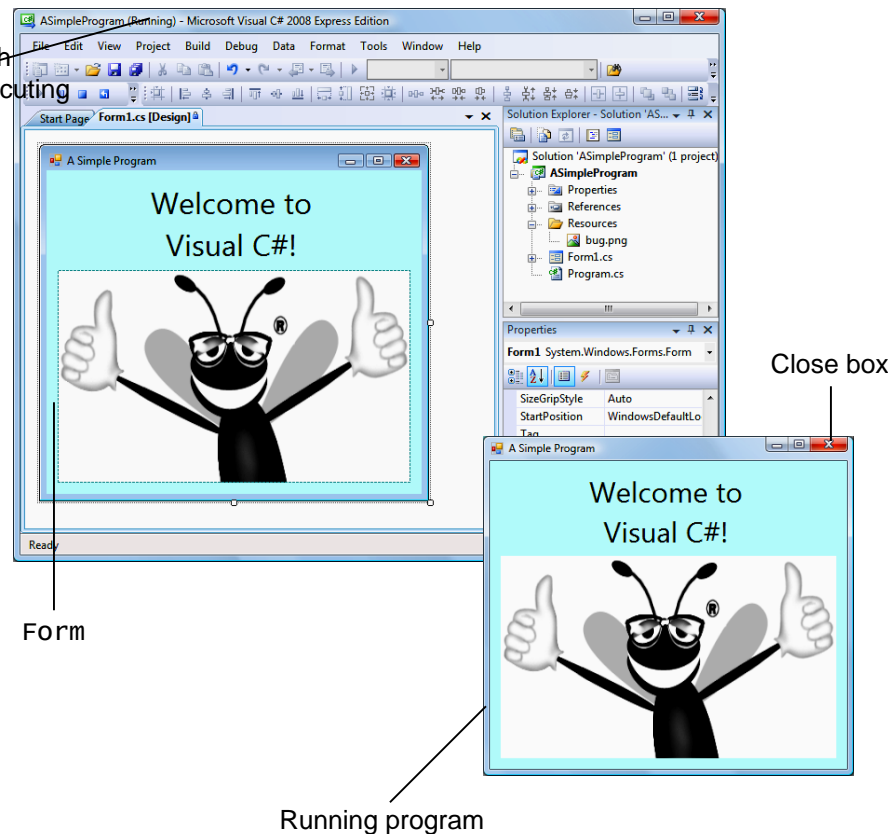 ASimpleProgram (Running) - Microsoft Visual C# 2008 Express Edition
File Edit View Project Build Debug Data Format Tools Window Help
cuting
Start Page Form1.cs [Design]
A Simple Program
Welcome to
Visual C#!
®
Ready
Solution Explorer - Solution 'AS...
Solution 'ASimpleProgram' (1 project)
ASimpleProgram
Properties
References
Resources
bug.png
Form1.cs
Program.cs
Properties
Form1 System.Windows.Forms.Form
SizeGripStyle Auto
StartPosition WindowsDefaultLo
Tag
Close box
A Simple Program
Welcome to
Visual C#!
®
Form
Running program